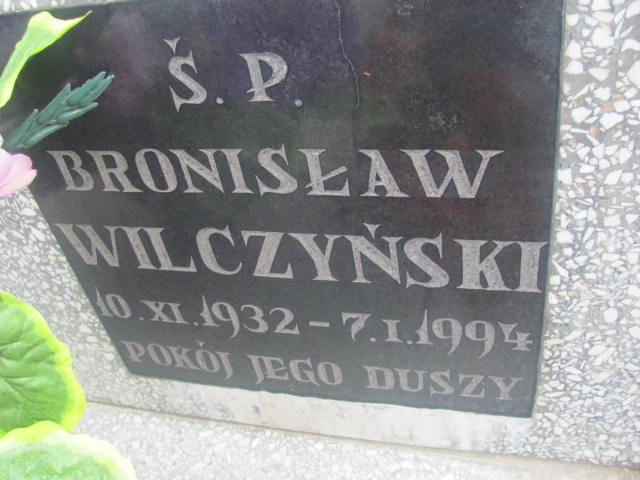 Ś. P.
BRONISŁAW
WILCZYŃSKI
10.XI.1932 – 7.I.1994
POKÓJ JEGO DUSZY